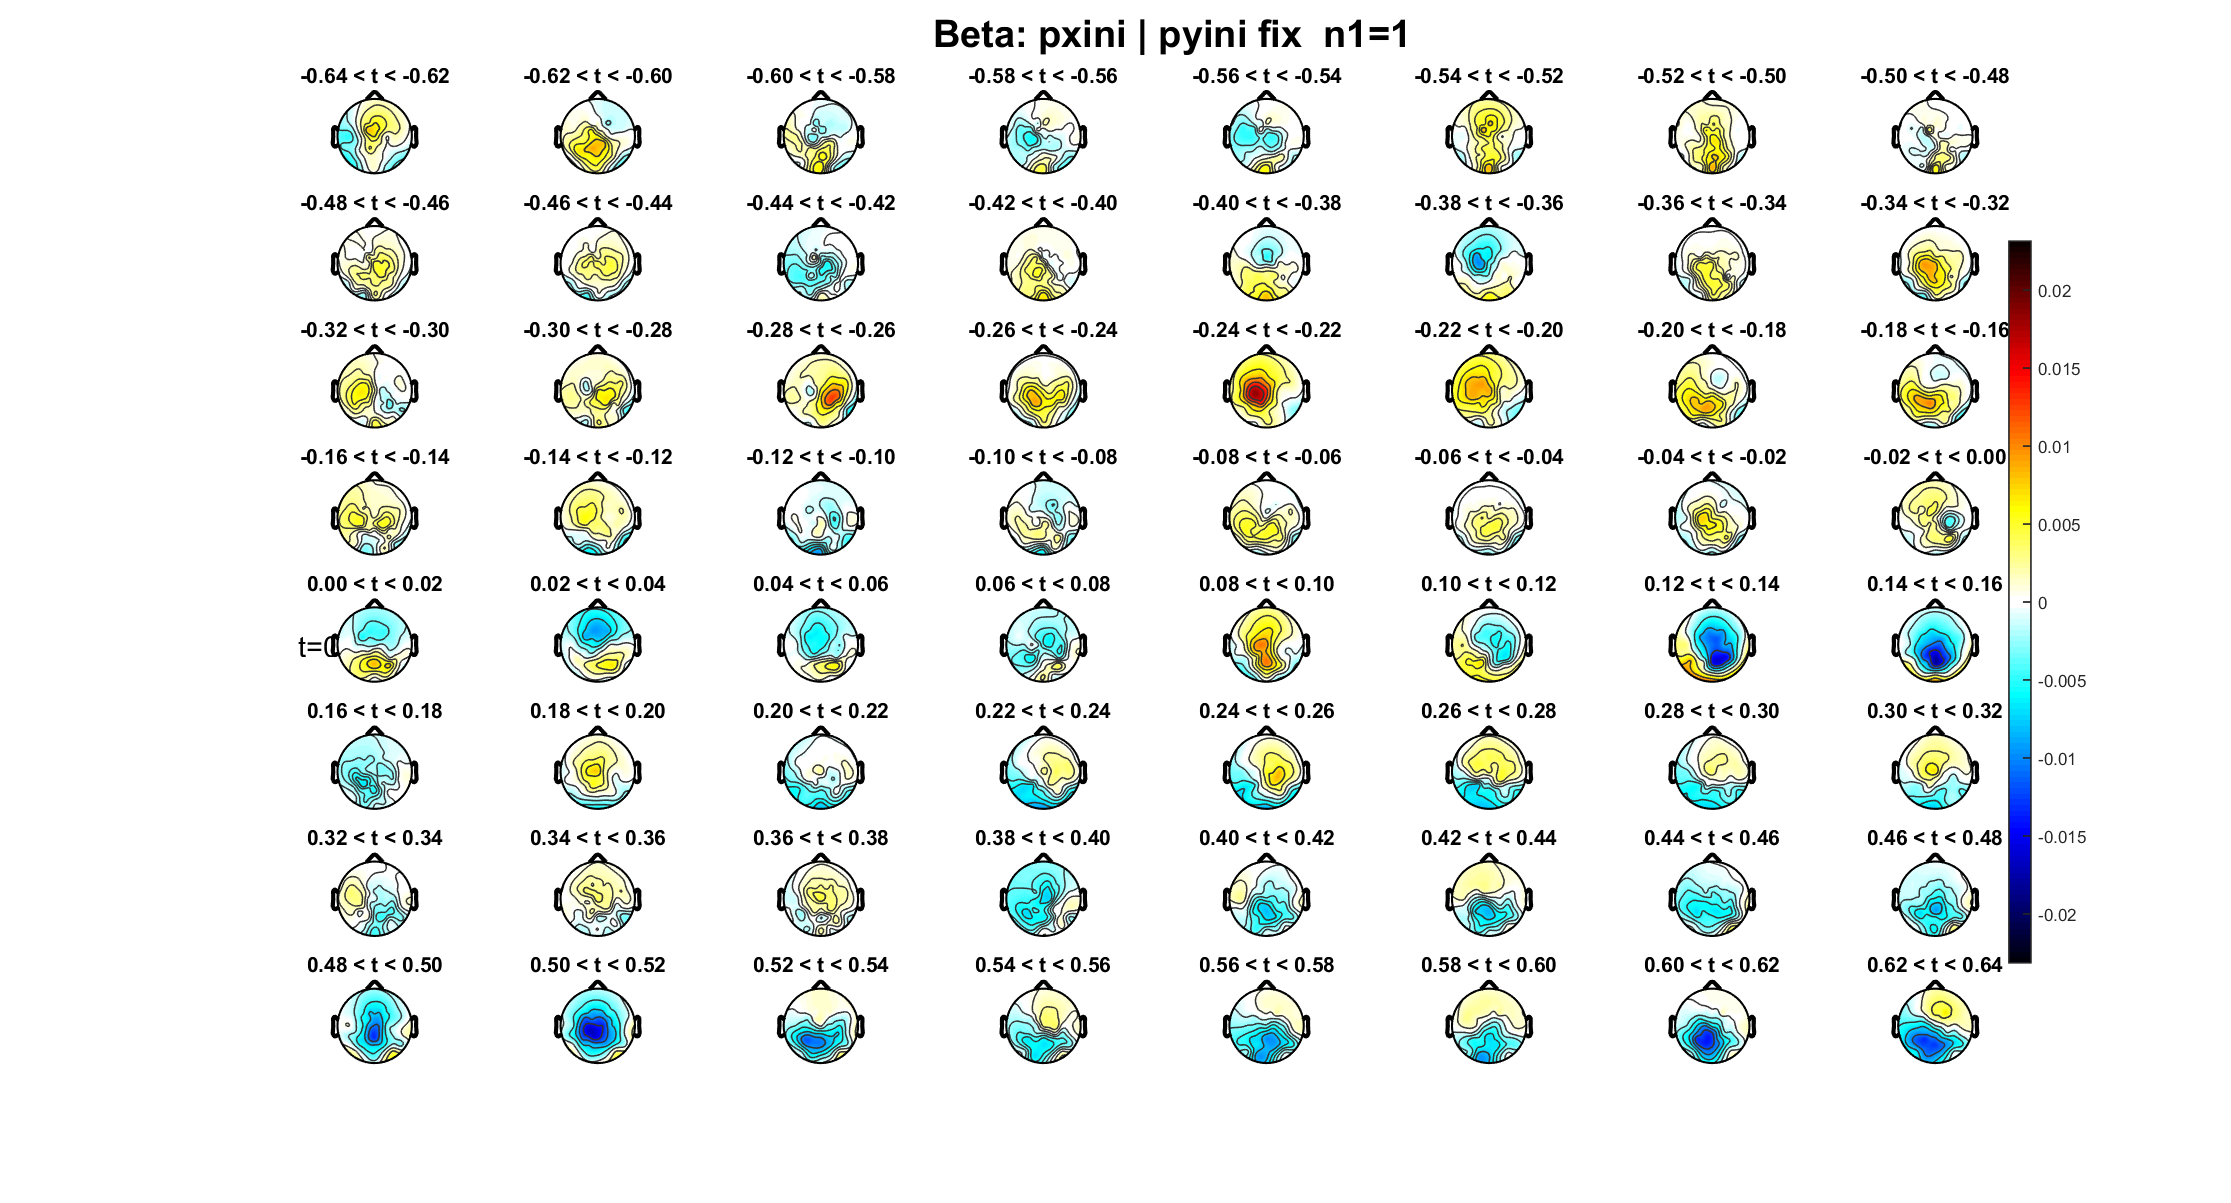 Beta: pxini | pyini fix  n1=1
-0.64 < t < -0.62
-0.62 < t < -0.60
-0.60 < t < -0.58
-0.58 < t < -0.56
-0.56 < t < -0.54
-0.54 < t < -0.52
-0.52 < t < -0.50
-0.50 < t < -0.48
-0.48 < t < -0.46
-0.46 < t < -0.44
-0.44 < t < -0.42
-0.42 < t < -0.40
-0.40 < t < -0.38
-0.38 < t < -0.36
-0.36 < t < -0.34
-0.34 < t < -0.32
-0.32 < t < -0.30
-0.30 < t < -0.28
-0.28 < t < -0.26
-0.26 < t < -0.24
-0.24 < t < -0.22
-0.22 < t < -0.20
-0.20 < t < -0.18
-0.18 < t < -0.16
-0.16 < t < -0.14
-0.14 < t < -0.12
-0.12 < t < -0.10
-0.10 < t < -0.08
-0.08 < t < -0.06
-0.06 < t < -0.04
-0.04 < t < -0.02
-0.02 < t < 0.00
0.00 < t < 0.02
0.02 < t < 0.04
0.04 < t < 0.06
0.06 < t < 0.08
0.08 < t < 0.10
0.10 < t < 0.12
0.12 < t < 0.14
0.14 < t < 0.16
t=0
0.16 < t < 0.18
0.18 < t < 0.20
0.20 < t < 0.22
0.22 < t < 0.24
0.24 < t < 0.26
0.26 < t < 0.28
0.28 < t < 0.30
0.30 < t < 0.32
0.32 < t < 0.34
0.34 < t < 0.36
0.36 < t < 0.38
0.38 < t < 0.40
0.40 < t < 0.42
0.42 < t < 0.44
0.44 < t < 0.46
0.46 < t < 0.48
0.48 < t < 0.50
0.50 < t < 0.52
0.52 < t < 0.54
0.54 < t < 0.56
0.56 < t < 0.58
0.58 < t < 0.60
0.60 < t < 0.62
0.62 < t < 0.64
0.02
0.015
0.01
0.005
0
-0.005
-0.01
-0.015
-0.02